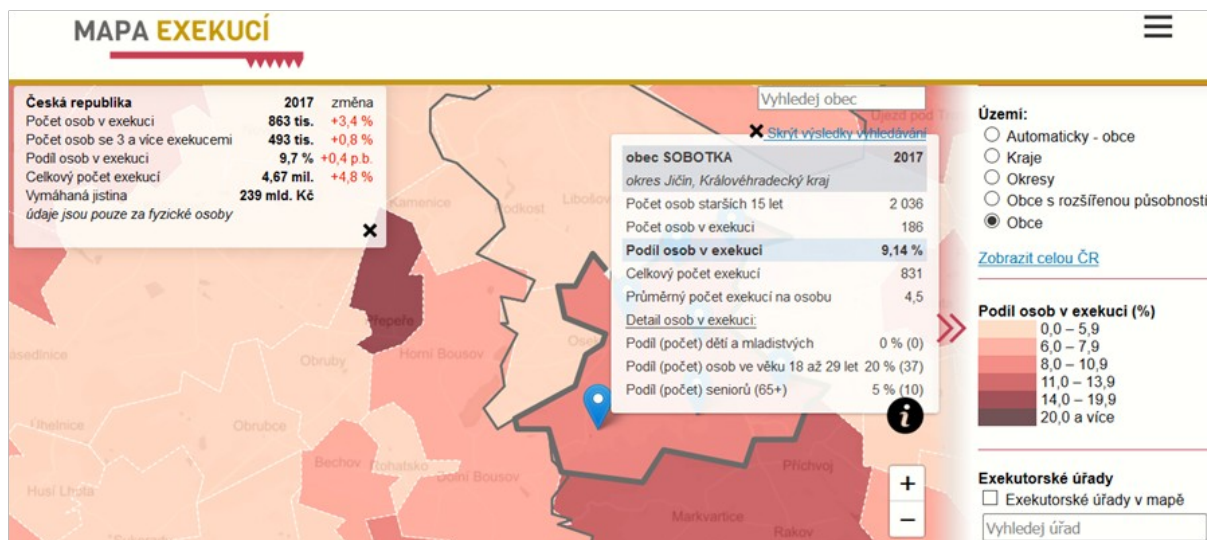 MAPA EXEKUCÍ
Česká republika 2017 změna
Počet osob v exekuci 863 tis. +3,4 %
Počet osob se 3 a více exekucemi 493 tis. +0,8 %
Podíl osob v exekuci 9,7 % +0,4 p.b.
Celkový počet exekucí 4,67 mil. +4,8 %
Vymáhaná jistina 239 mld. Kč
údaje jsou pouze za fyzické osoby
Vyhledej obec
Skrýt výsledky vyhledávání
obec SOBOTKA 2017
okres Jičín, Královéhradecký kraj
Počet osob starších 15 let 2 036
Počet osob v exekuci 186
Podíl osob v exekuci 9,14 %
Celkový počet exekucí 831
Průměrný počet exekucí na osobu 4,5
Detail osob v exekuci:
Podíl (počet) dětí a mladistvých 0 % (0)
Podíl (počet) osob ve věku 18 až 29 let 20 % (37)
Podíl (počet) seniorů (65+) 5 % (10)
Kamenice
Rodkost
Libošov
Přepeře
Obruby
Horní Bousov
Osek
Obrubce
Bechov
Rohatsko
Dolní Bousov
Husí Lhota
Příchvoj
Markvartice
Rakov
i
+
−
Území:
Automaticky - obce
Kraje
Okresy
Obce s rozšířenou působností
Obce
Zobrazit celou ČR
Podíl osob v exekuci (%)
0,0 – 5,9
6,0 – 7,9
8,0 – 10,9
11,0 – 13,9
14,0 – 19,9
20,0 a více
Exekutorské úřady
Exekutorské úřady v mapě
Vyhledej úřad